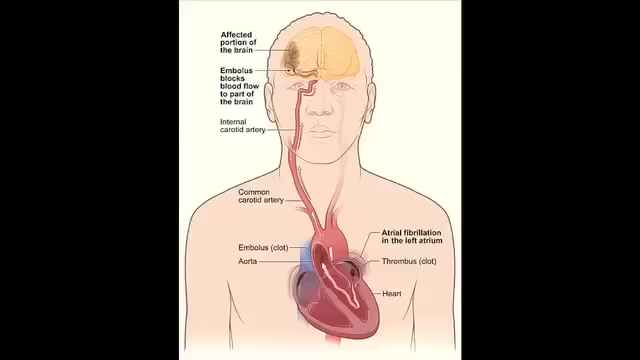 Affected
portion of
the brain
Embolus
blocks
blood flow
to part of
the brain
Internal
carotid artery
Common
carotid artery
Atrial fibrillation
in the left atrium
Embolus (clot)
Aorta
Thrombus (clot)
Heart